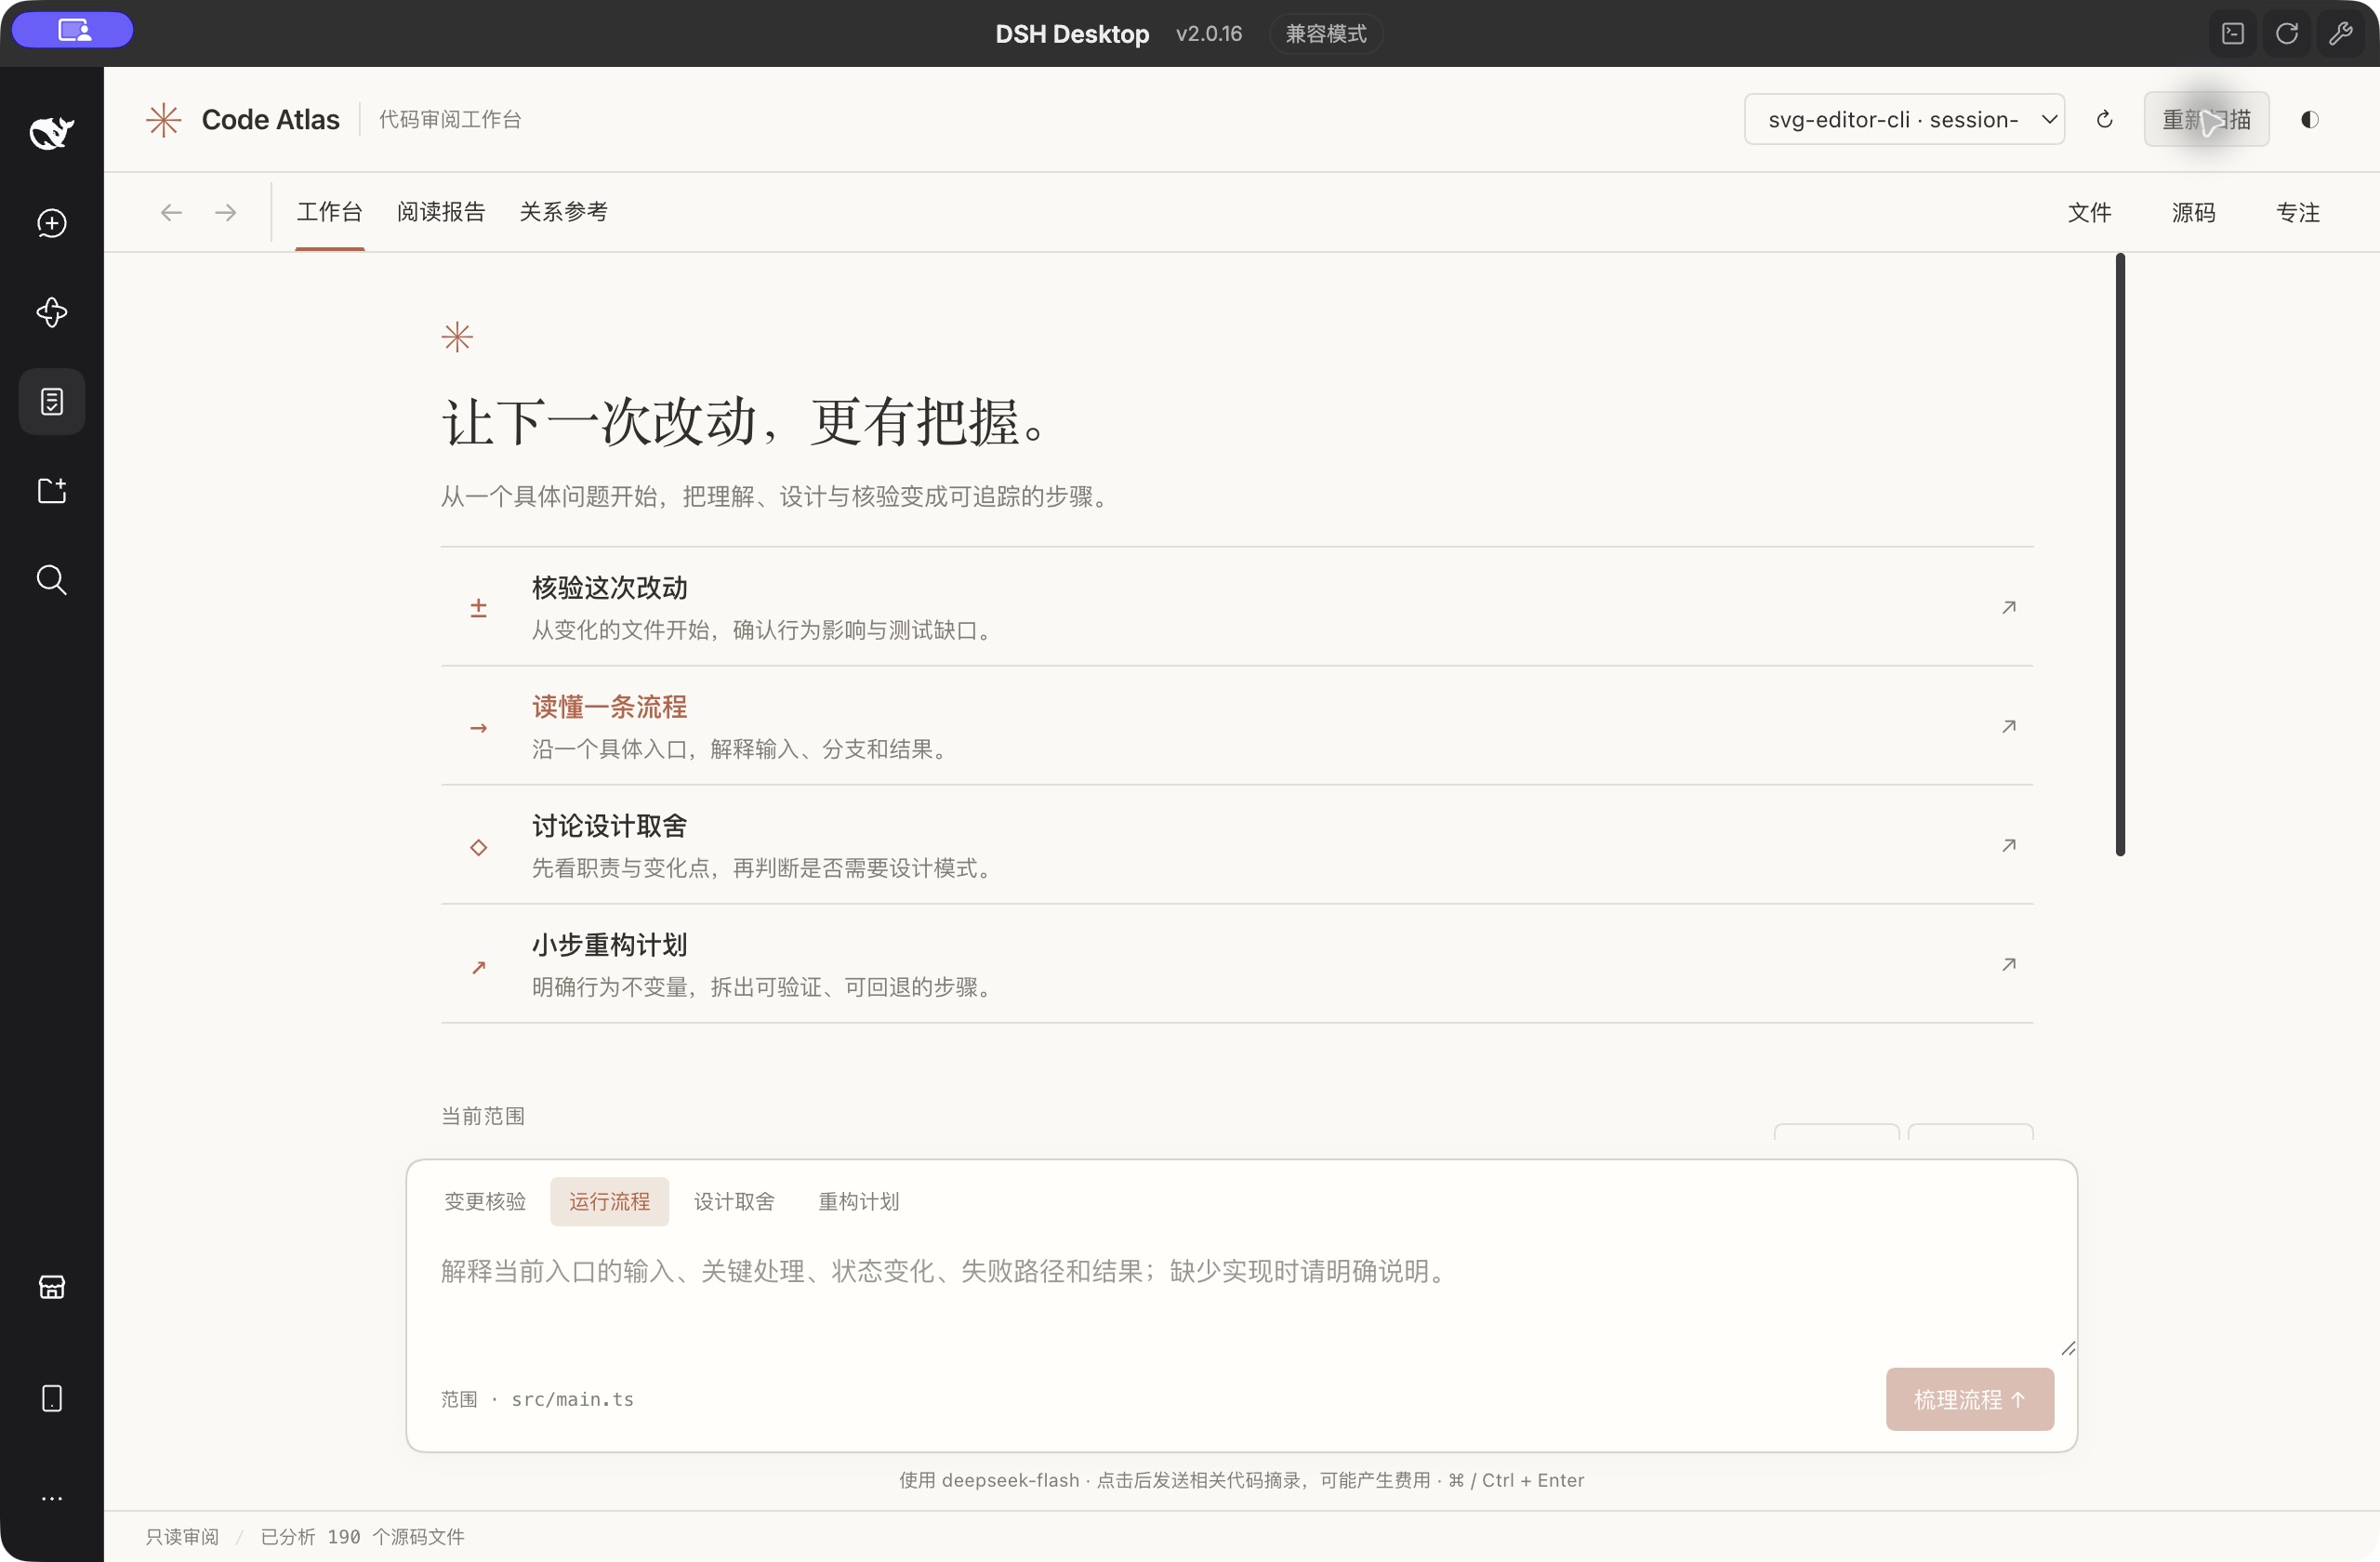 DSH Desktop v2.0.16 兼容模式
Code Atlas 代码审阅工作台 svg-editor-cli · session- 重新扫描
工作台 阅读报告 关系参考 文件 源码 专注
让下一次改动，更有把握。
从一个具体问题开始，把理解、设计与核验变成可追踪的步骤。
± 核验这次改动
从变化的文件开始，确认行为影响与测试缺口。
→ 读懂一条流程
沿一个具体入口，解释输入、分支和结果。
◇ 讨论设计取舍
先看职责与变化点，再判断是否需要设计模式。
↗ 小步重构计划
明确行为不变量，拆出可验证、可回退的步骤。
当前范围
变更核验 运行流程 设计取舍 重构计划
解释当前入口的输入、关键处理、状态变化、失败路径和结果；缺少实现时请明确说明。
范围 · src/main.ts 梳理流程 ↑
使用 deepseek-flash · 点击后发送相关代码摘录，可能产生费用 · ⌘ / Ctrl + Enter
只读审阅 / 已分析 190 个源码文件